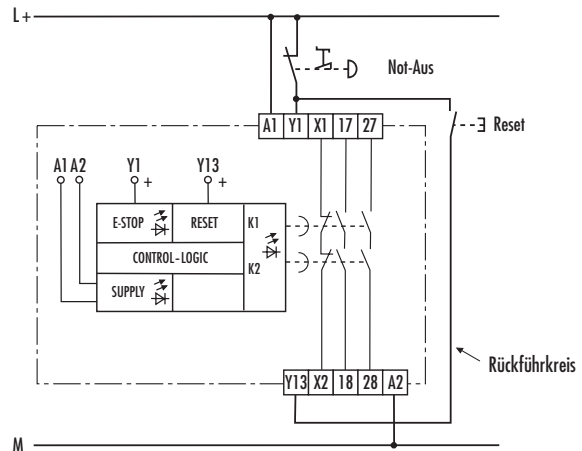 L+
Not-Aus
A1 Y1 X1 17 27
Reset
A1 A2 Y1 + Y13 +
E-STOP RESET K1
CONTROL-LOGIC
K2
SUPPLY
Rückführkreis
Y13 X2 18 28 A2
M